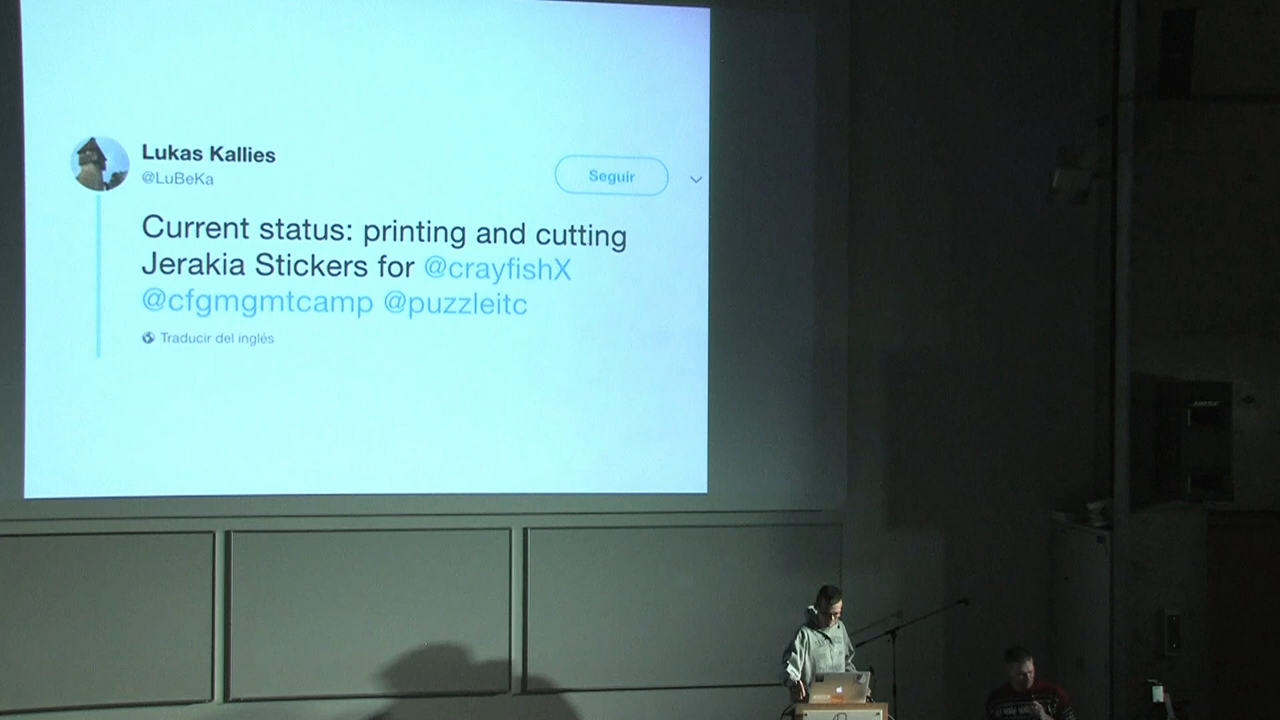 Lukas Kallies
@LuBeKa
Seguir
Current status: printing and cutting
Jerakia Stickers for @crayfishX
@cfgmgmtcamp @puzzleitc
Traducir del inglés